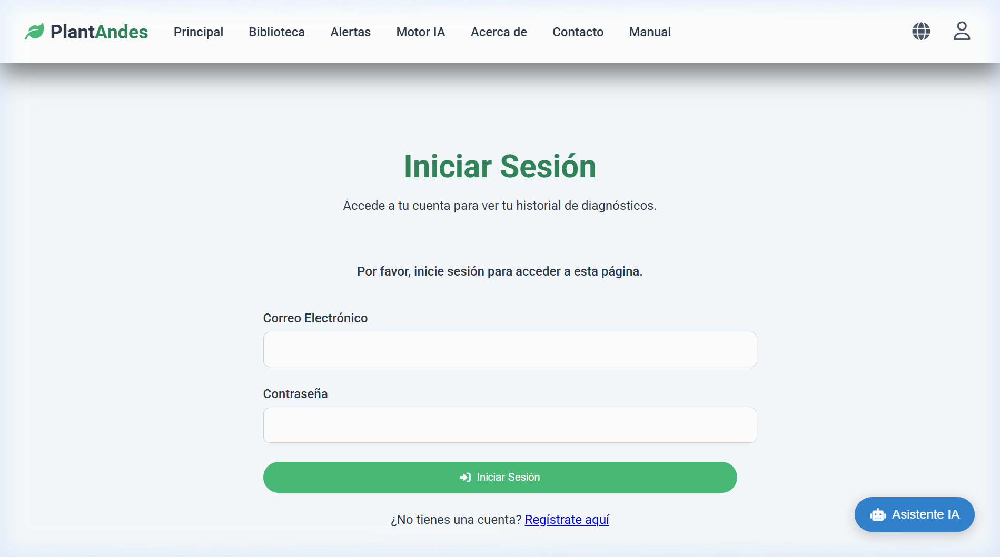 PlantAndes Principal Biblioteca Alertas Motor IA Acerca de Contacto Manual
Iniciar Sesión
Accede a tu cuenta para ver tu historial de diagnósticos.
Por favor, inicie sesión para acceder a esta página.
Correo Electrónico
Contraseña
Iniciar Sesión
¿No tienes una cuenta? Regístrate aquí
Asistente IA